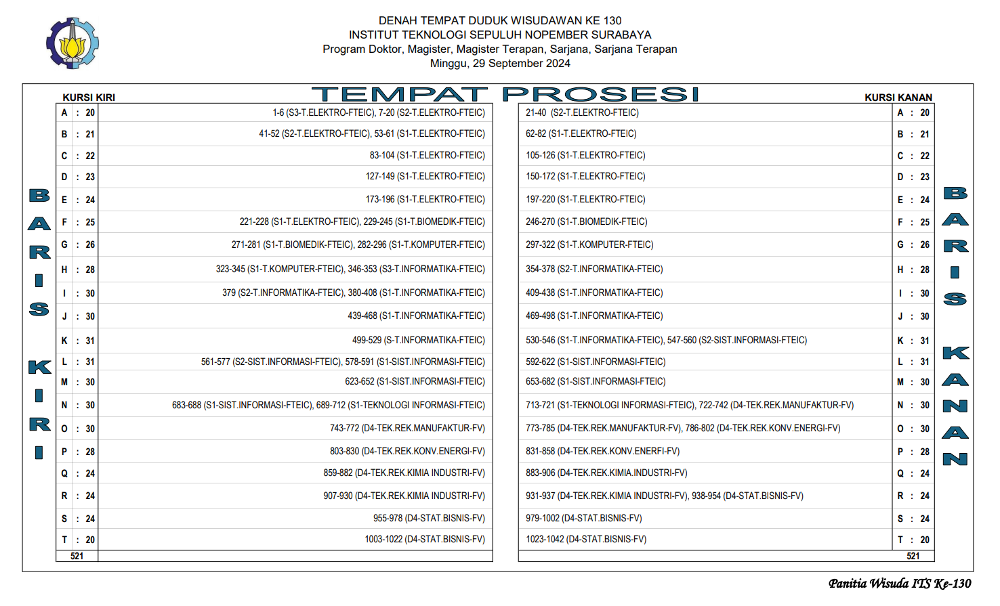 DENAH TEMPAT DUDUK WISUDAWAN KE 130
INSTITUT TEKNOLOGI SEPULUH NOPEMBER SURABAYA
Program Doktor, Magister, Magister Terapan, Sarjana, Sarjana Terapan
Minggu, 29 September 2024
TEMPAT PROSESI
KURSI KIRI KURSI KANAN
BARIS KIRI
BARIS KANAN
A : 20 1-6 (S3-T.ELEKTRO-FTEIC), 7-20 (S2-T.ELEKTRO-FTEIC) 21-40 (S2-T.ELEKTRO-FTEIC) A : 20
B : 21 41-52 (S2-T.ELEKTRO-FTEIC), 53-61 (S1-T.ELEKTRO-FTEIC) 62-82 (S1-T.ELEKTRO-FTEIC) B : 21
C : 22 83-104 (S1-T.ELEKTRO-FTEIC) 105-126 (S1-T.ELEKTRO-FTEIC) C : 22
D : 23 127-149 (S1-T.ELEKTRO-FTEIC) 150-172 (S1-T.ELEKTRO-FTEIC) D : 23
E : 24 173-196 (S1-T.ELEKTRO-FTEIC) 197-220 (S1-T.ELEKTRO-FTEIC) E : 24
F : 25 221-228 (S1-T.ELEKTRO-FTEIC), 229-245 (S1-T.BIOMEDIK-FTEIC) 246-270 (S1-T.BIOMEDIK-FTEIC) F : 25
G : 26 271-281 (S1-T.BIOMEDIK-FTEIC), 282-296 (S1-T.KOMPUTER-FTEIC) 297-322 (S1-T.KOMPUTER-FTEIC) G : 26
H : 28 323-345 (S1-T.KOMPUTER-FTEIC), 346-353 (S3-T.INFORMATIKA-FTEIC) 354-378 (S2-T.INFORMATIKA-FTEIC) H : 28
I : 30 379 (S2-T.INFORMATIKA-FTEIC), 380-408 (S1-T.INFORMATIKA-FTEIC) 409-438 (S1-T.INFORMATIKA-FTEIC) I : 30
J : 30 439-468 (S1-T.INFORMATIKA-FTEIC) 469-498 (S1-T.INFORMATIKA-FTEIC) J : 30
K : 31 499-529 (S-T.INFORMATIKA-FTEIC) 530-546 (S1-T.INFORMATIKA-FTEIC), 547-560 (S2-SIST.INFORMASI-FTEIC) K : 31
L : 31 561-577 (S2-SIST.INFORMASI-FTEIC), 578-591 (S1-SIST.INFORMASI-FTEIC) 592-622 (S1-SIST.INFORMASI-FTEIC) L : 31
M : 30 623-652 (S1-SIST.INFORMASI-FTEIC) 653-682 (S1-SIST.INFORMASI-FTEIC) M : 30
N : 30 683-688 (S1-SIST.INFORMASI-FTEIC), 689-712 (S1-TEKNOLOGI INFORMASI-FTEIC) 713-721 (S1-TEKNOLOGI INFORMASI-FTEIC), 722-742 (D4-TEK.REK.MANUFAKTUR-FV) N : 30
O : 30 743-772 (D4-TEK.REK.MANUFAKTUR-FV) 773-785 (D4-TEK.REK.MANUFAKTUR-FV), 786-802 (D4-TEK.REK.KONV.ENERGI-FV) O : 30
P : 28 803-830 (D4-TEK.REK.KONV.ENERGI-FV) 831-858 (D4-TEK.REK.KONV.ENERFI-FV) P : 28
Q : 24 859-882 (D4-TEK.REK.KIMIA INDUSTRI-FV) 883-906 (D4-TEK.REK.KIMIA.INDUSTRI-FV) Q : 24
R : 24 907-930 (D4-TEK.REK.KIMIA INDUSTRI-FV) 931-937 (D4-TEK.REK.KIMIA INDUSTRI-FV), 938-954 (D4-STAT.BISNIS-FV) R : 24
S : 24 955-978 (D4-STAT.BISNIS-FV) 979-1002 (D4-STAT.BISNIS-FV) S : 24
T : 20 1003-1022 (D4-STAT.BISNIS-FV) 1023-1042 (D4-STAT.BISNIS-FV) T : 20
521 521
Panitia Wisuda ITS Ke-130